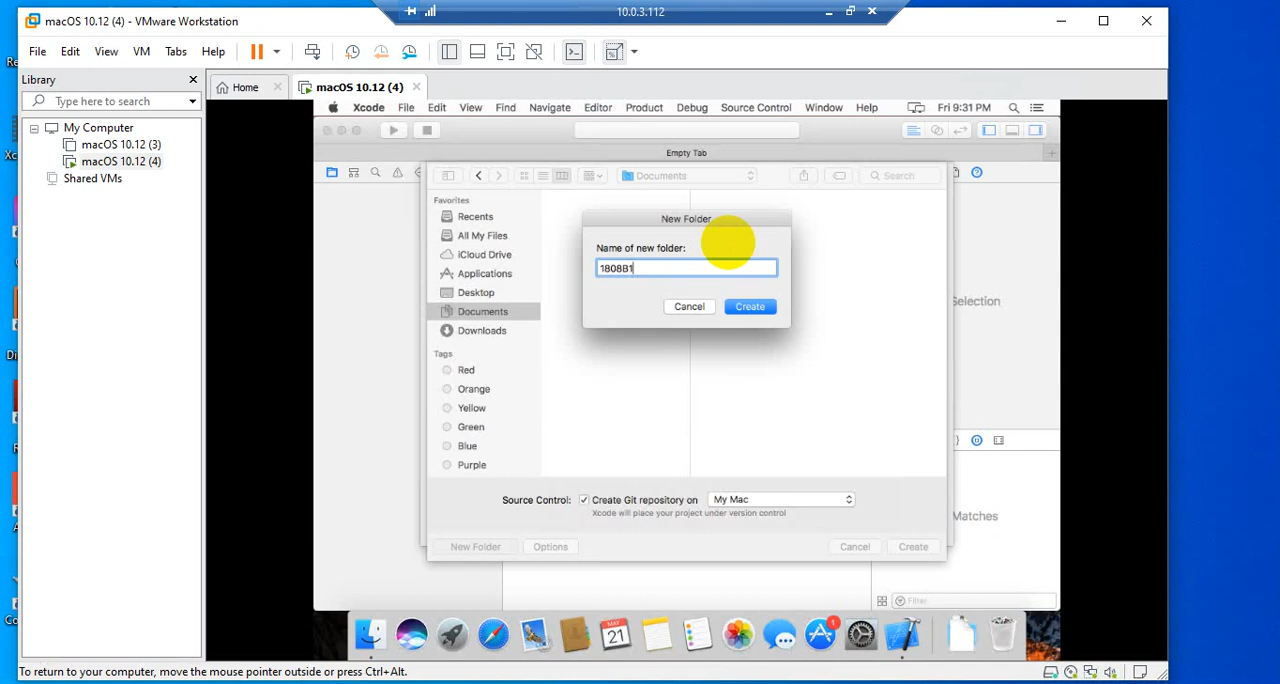 10.0.3.112
macOS 10.12 (4) - VMware Workstation
File Edit View VM Tabs Help
Library
Home
macOS 10.12 (4)
Type here to search
My Computer
macOS 10.12 (3)
macOS 10.12 (4)
Shared VMs
Xcode File Edit View Find Navigate Editor Product Debug Source Control Window Help Fri 9:31 PM
Empty Tab
Documents
Search
Favorites
Recents
All My Files
iCloud Drive
Applications
Desktop
Documents
Downloads
Tags
Red
Orange
Yellow
Green
Blue
Purple
New Folder
Name of new folder:
1808B1
Cancel Create
Selection
Matches
Source Control: Create Git repository on My Mac
Xcode will place your project under version control
New Folder Options Cancel Create
Filter
MAY
21
1
To return to your computer, move the mouse pointer outside or press Ctrl+Alt.